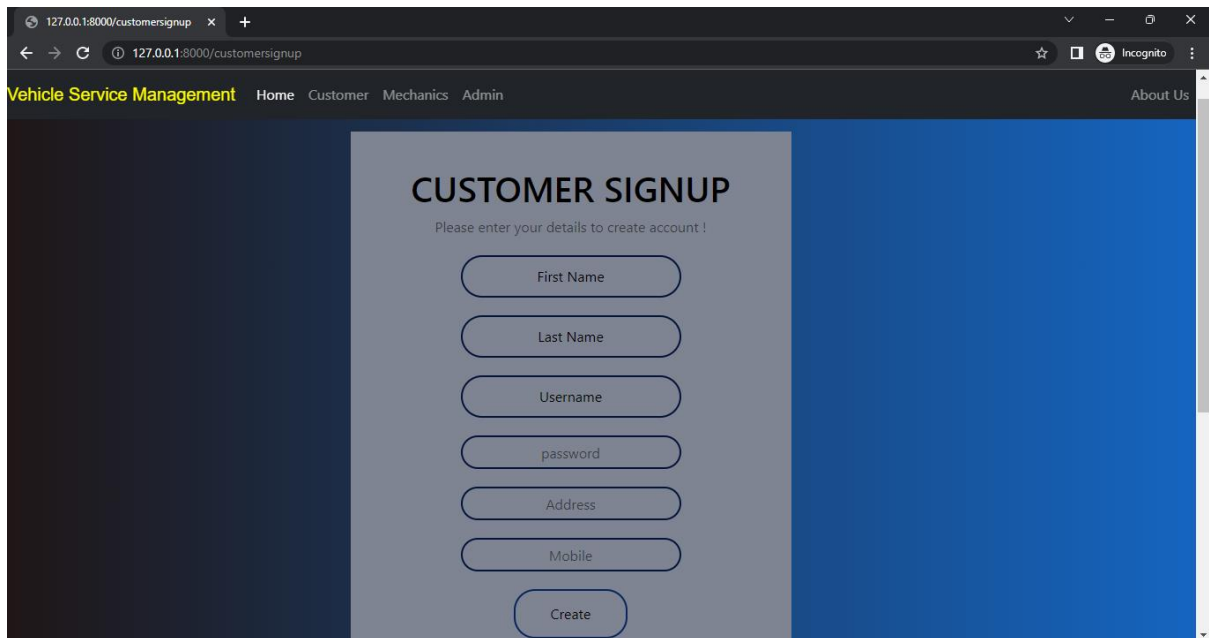 127.0.0.1:8000/customersignup
127.0.0.1:8000/customersignup Incognito
Vehicle Service Management Home Customer Mechanics Admin About Us
CUSTOMER SIGNUP
Please enter your details to create account !
First Name
Last Name
Username
password
Address
Mobile
Create